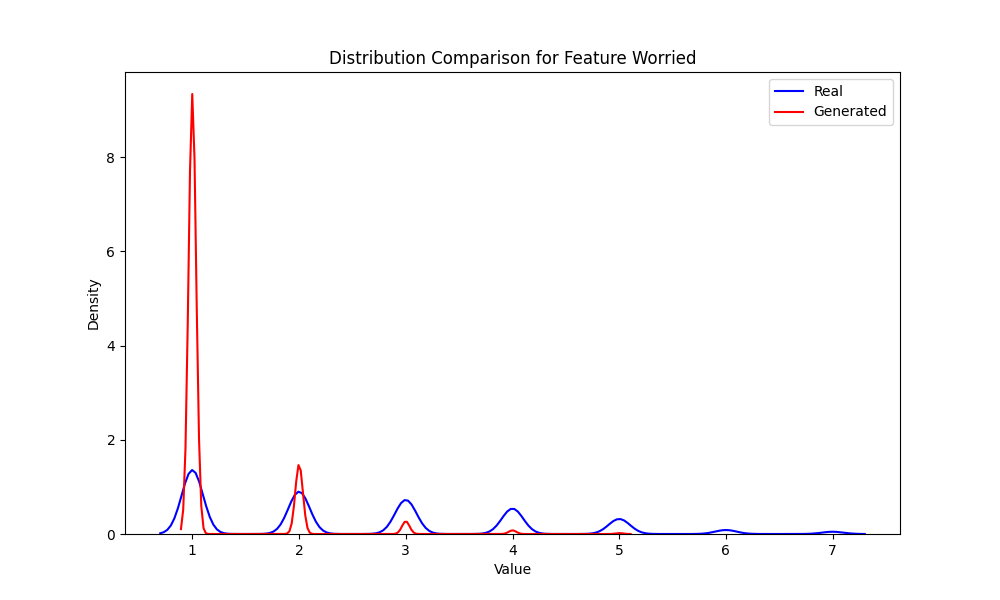 Distribution Comparison for Feature Worried
Real
Generated
Density
8
6
4
2
0
1 2 3 4 5 6 7
Value